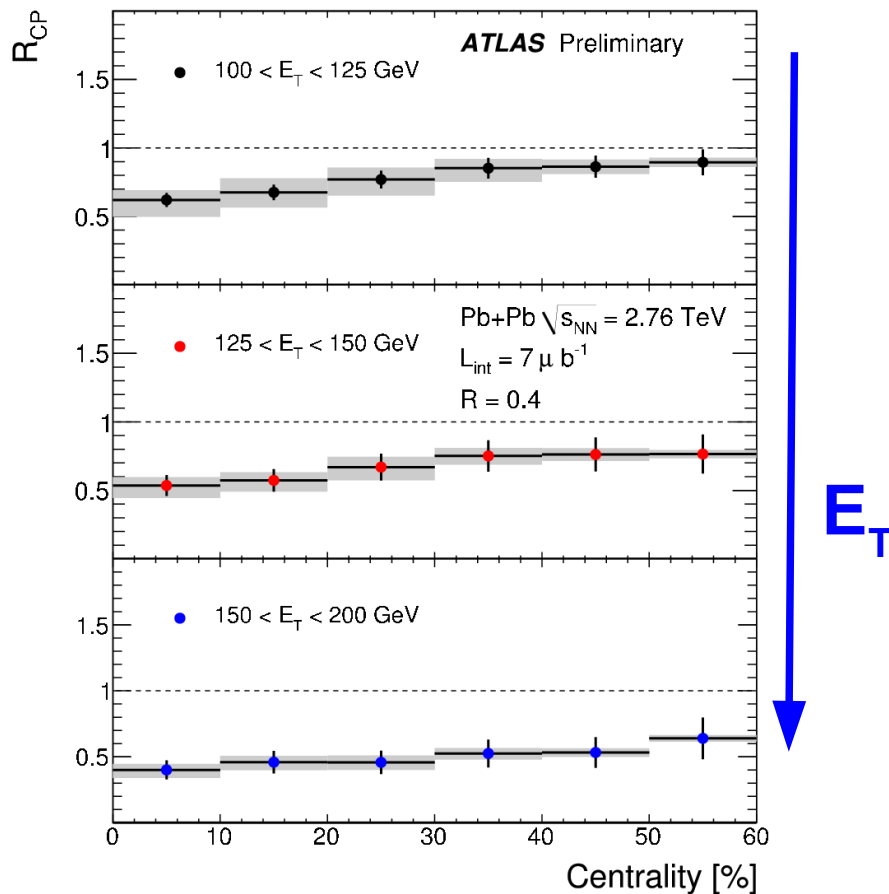 R_CP
ATLAS Preliminary
100 < E_T < 125 GeV
1.5
1
0.5
Pb+Pb √s_NN = 2.76 TeV
125 < E_T < 150 GeV
L_int = 7 μ b^-1
R = 0.4
1.5
1
0.5
E_T
150 < E_T < 200 GeV
1.5
1
0.5
0 10 20 30 40 50 60
Centrality [%]